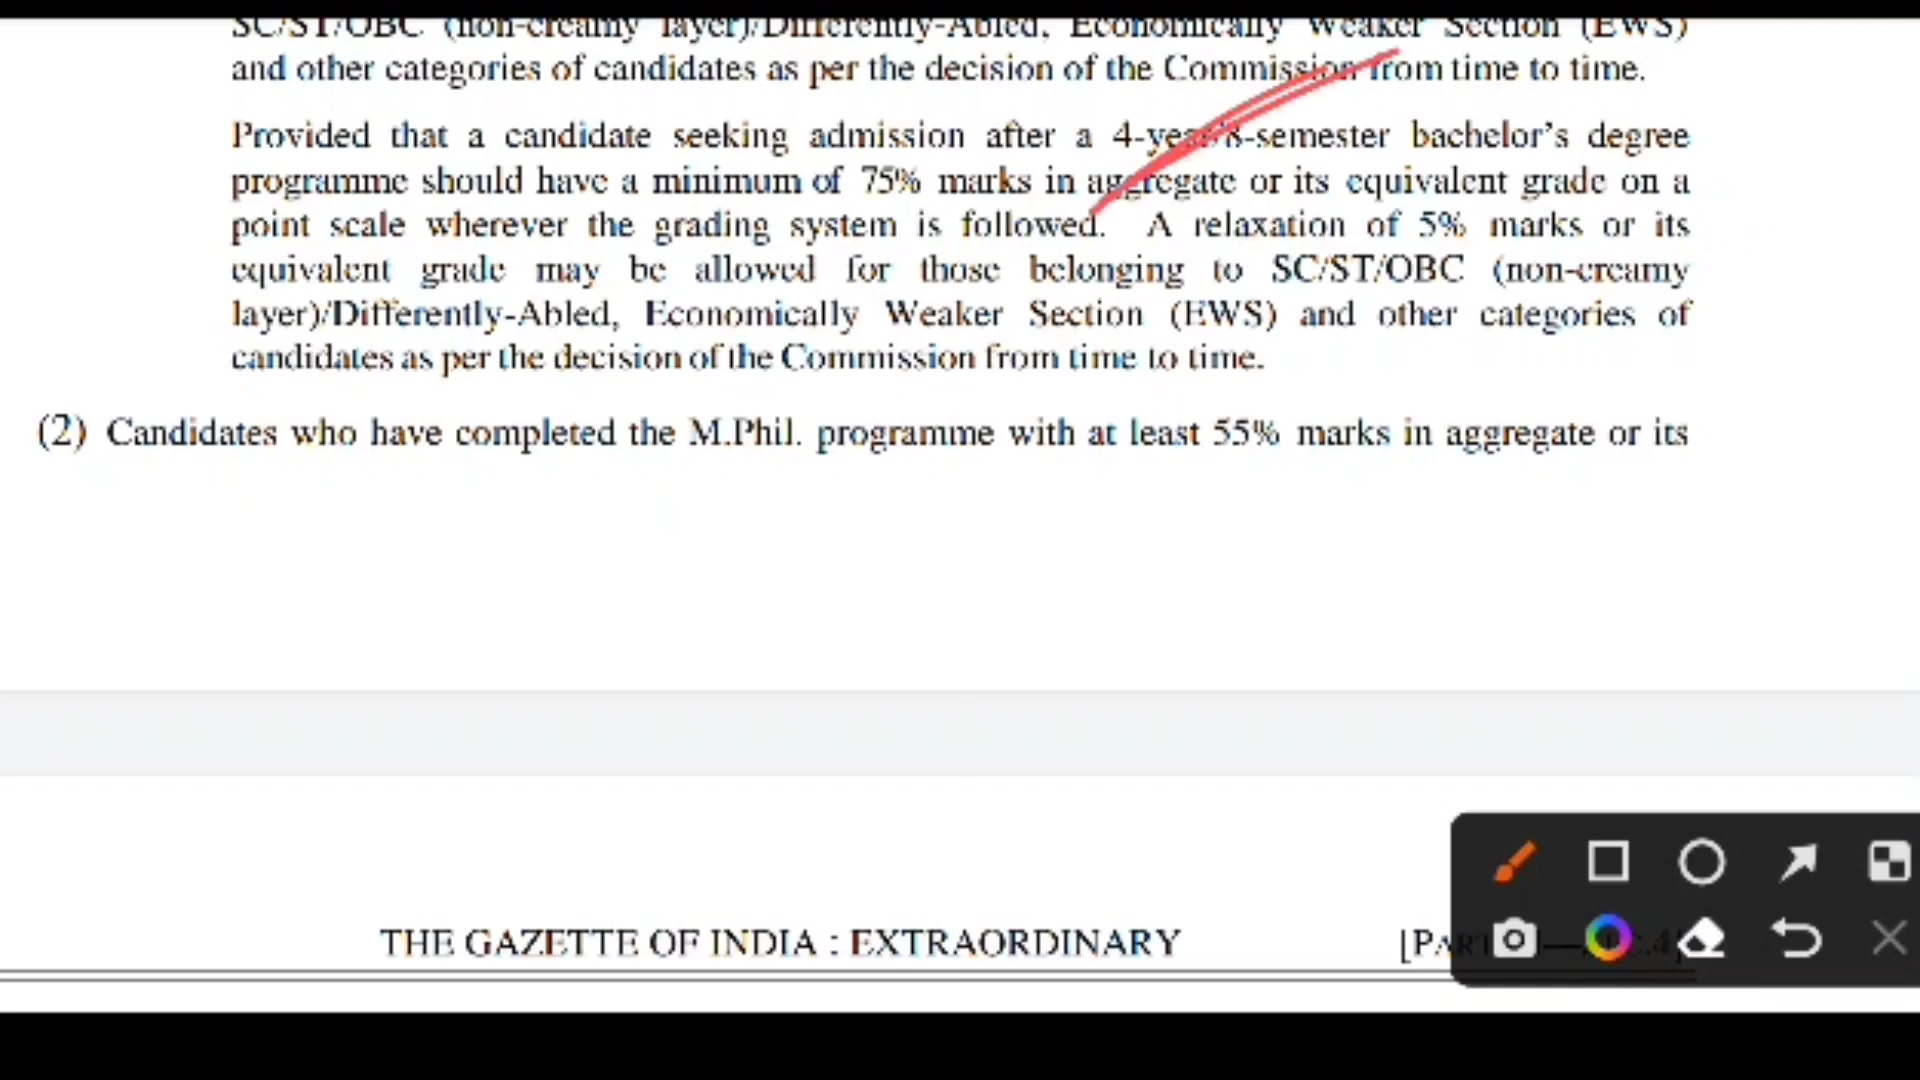 SC/ST/OBC (non-creamy layer)/Differently-Abled, Economically Weaker Section (EWS)
and other categories of candidates as per the decision of the Commission from time to time.
Provided that a candidate seeking admission after a 4-year/8-semester bachelor's degree
programme should have a minimum of 75% marks in aggregate or its equivalent grade on a
point scale wherever the grading system is followed. A relaxation of 5% marks or its
equivalent grade may be allowed for those belonging to SC/ST/OBC (non-creamy
layer)/Differently-Abled, Economically Weaker Section (EWS) and other categories of
candidates as per the decision of the Commission from time to time.
(2) Candidates who have completed the M.Phil. programme with at least 55% marks in aggregate or its
THE GAZETTE OF INDIA : EXTRAORDINARY